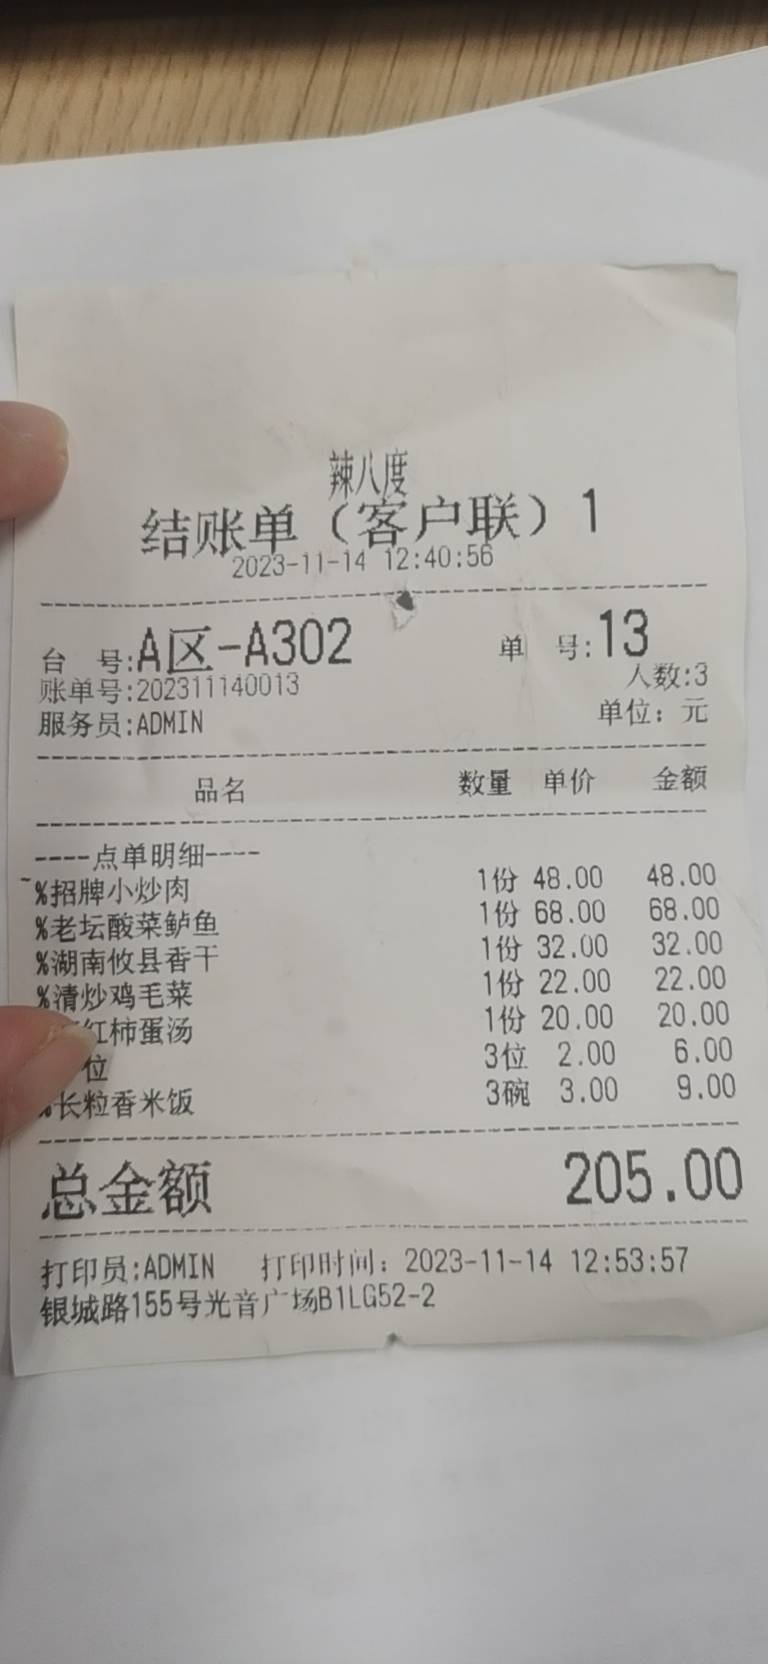 辣八度
结账单（客户联）1
2023-11-14 12:40:56
台 号:A区-A302 单 号:13
账单号:202311140013 人数:3
服务员:ADMIN 单位：元
品名 数量 单价 金额
----点单明细----
%招牌小炒肉 1份 48.00 48.00
%老坛酸菜鲈鱼 1份 68.00 68.00
%湖南攸县香干 1份 32.00 32.00
%清炒鸡毛菜 1份 22.00 22.00
红柿蛋汤 1份 20.00 20.00
位 3位 2.00 6.00
%长粒香米饭 3碗 3.00 9.00
总金额 205.00
打印员:ADMIN 打印时间：2023-11-14 12:53:57
银城路155号光音广场B1LG52-2